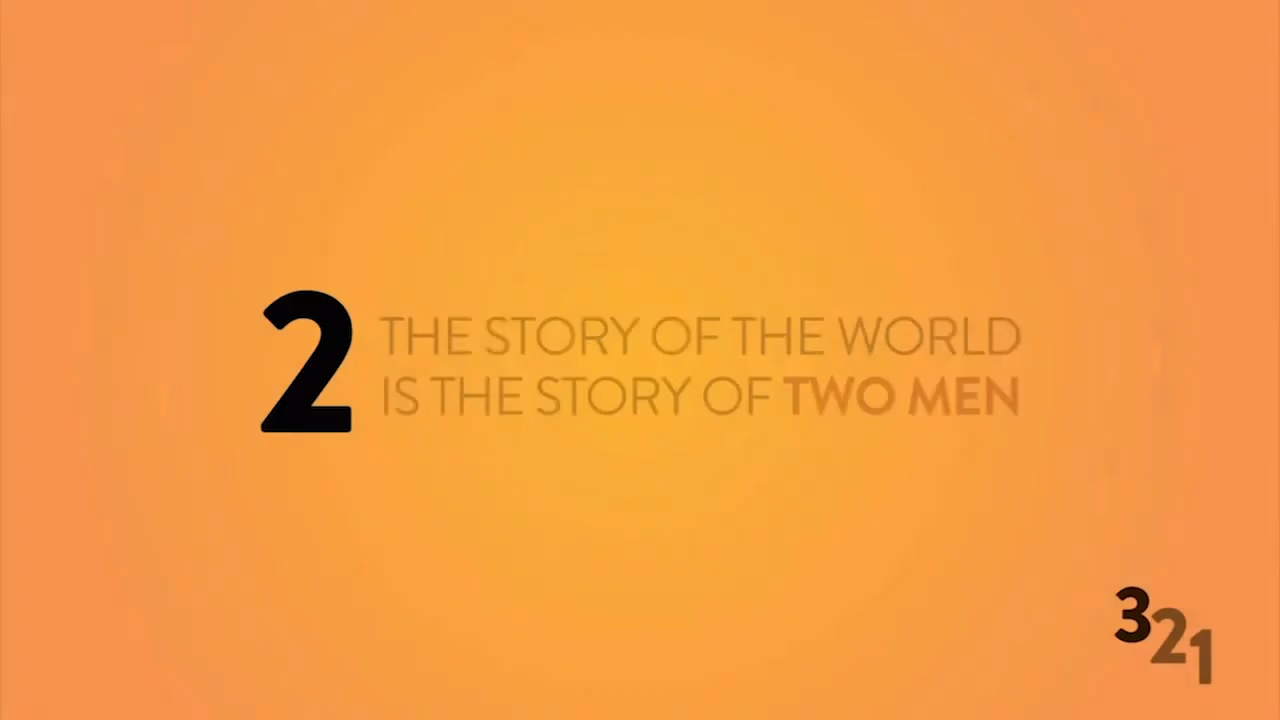 2
THE STORY OF THE WORLD
IS THE STORY OF TWO MEN
321